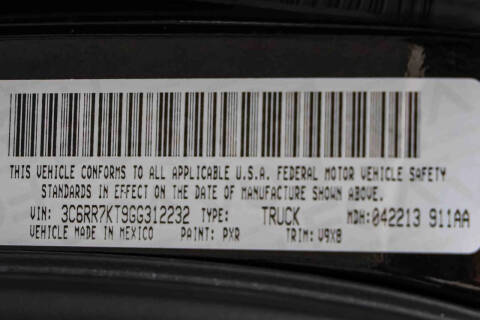 THIS VEHICLE CONFORMS TO ALL APPLICABLE U.S.A. FEDERAL MOTOR VEHICLE SAFETY
STANDARDS IN EFFECT ON THE DATE OF MANUFACTURE SHOWN ABOVE.
VIN: 3C6RR7KT9GG312232 TYPE: TRUCK MDH: 042213 911AA
VEHICLE MADE IN MEXICO PAINT: PXR TRIM: V9X8